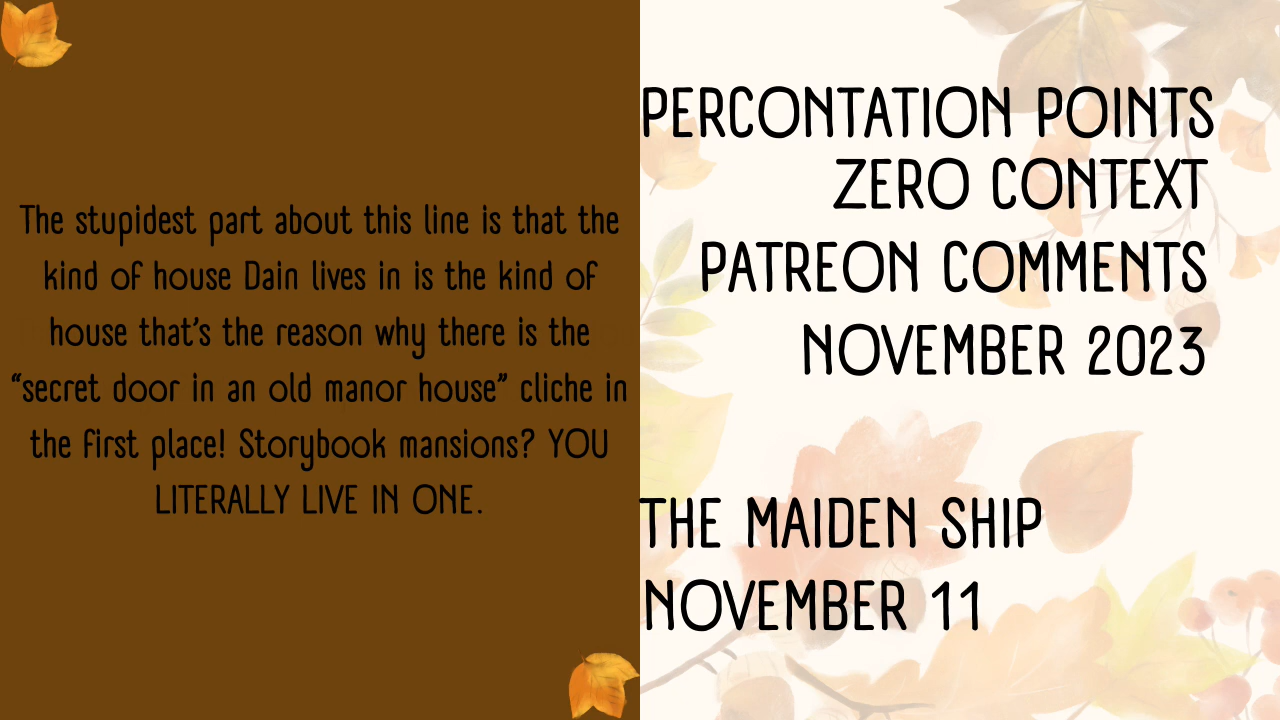 The stupidest part about this line is that the
kind of house Dain lives in is the kind of
house that's the reason why there is the
“secret door in an old manor house” cliche in
the first place! Storybook mansions? YOU
LITERALLY LIVE IN ONE.
PERCONTATION POINTS
ZERO CONTEXT
PATREON COMMENTS
NOVEMBER 2023
THE MAIDEN SHIP
NOVEMBER 11